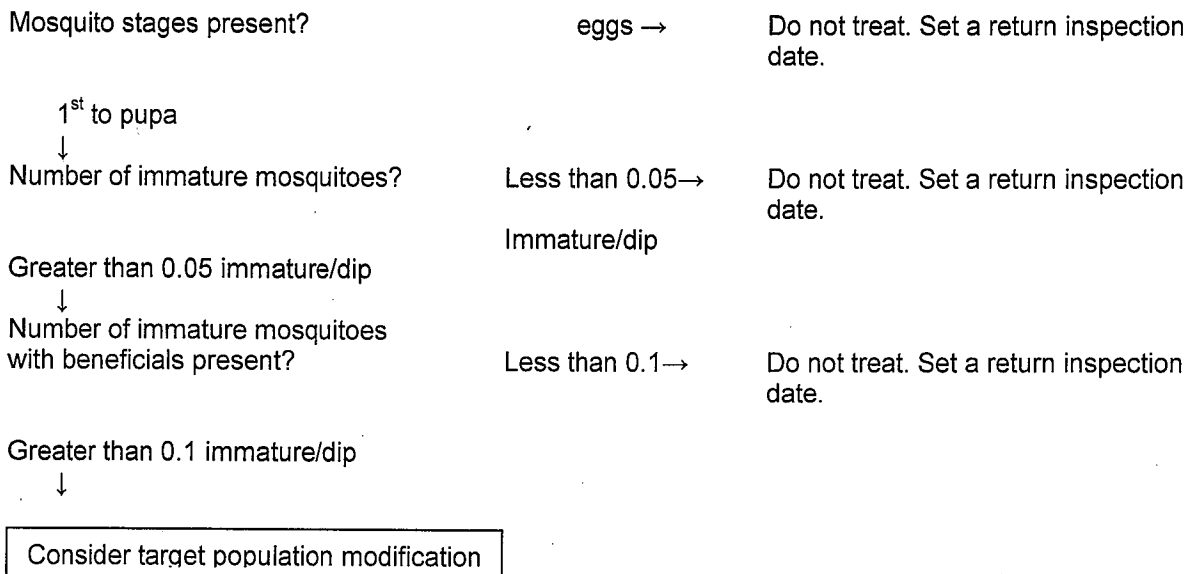 Mosquito stages present? eggs → Do not treat. Set a return inspection
date.
1st to pupa
↓
Number of immature mosquitoes? Less than 0.05→ Do not treat. Set a return inspection
date.
Immature/dip
Greater than 0.05 immature/dip
↓
Number of immature mosquitoes
with beneficials present? Less than 0.1→ Do not treat. Set a return inspection
date.
Greater than 0.1 immature/dip
↓
Consider target population modification